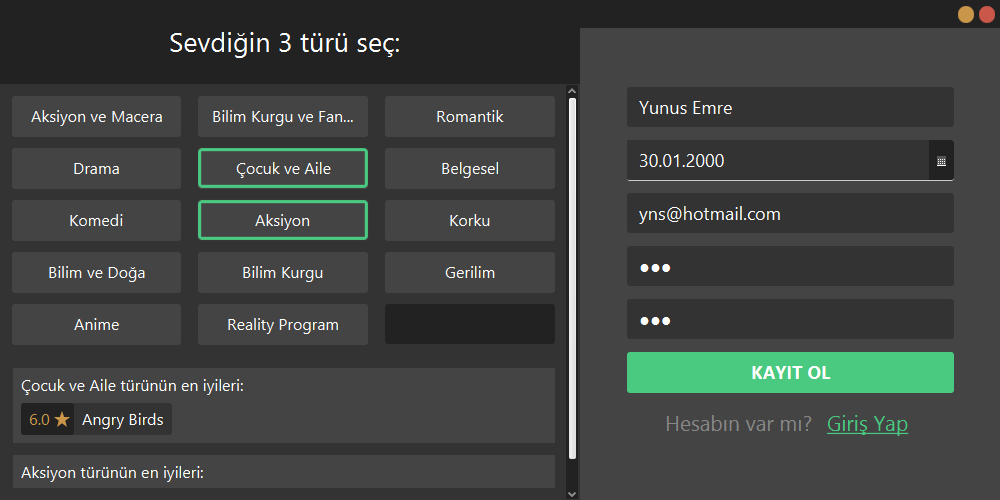 Sevdiğin 3 türü seç:
Aksiyon ve Macera
Bilim Kurgu ve Fan...
Romantik
Drama
Çocuk ve Aile
Belgesel
Komedi
Aksiyon
Korku
Bilim ve Doğa
Bilim Kurgu
Gerilim
Anime
Reality Program
Çocuk ve Aile türünün en iyileri:
6.0 ★ Angry Birds
Aksiyon türünün en iyileri:
Yunus Emre
30.01.2000
yns@hotmail.com
●●●
●●●
KAYIT OL
Hesabın var mı? Giriş Yap